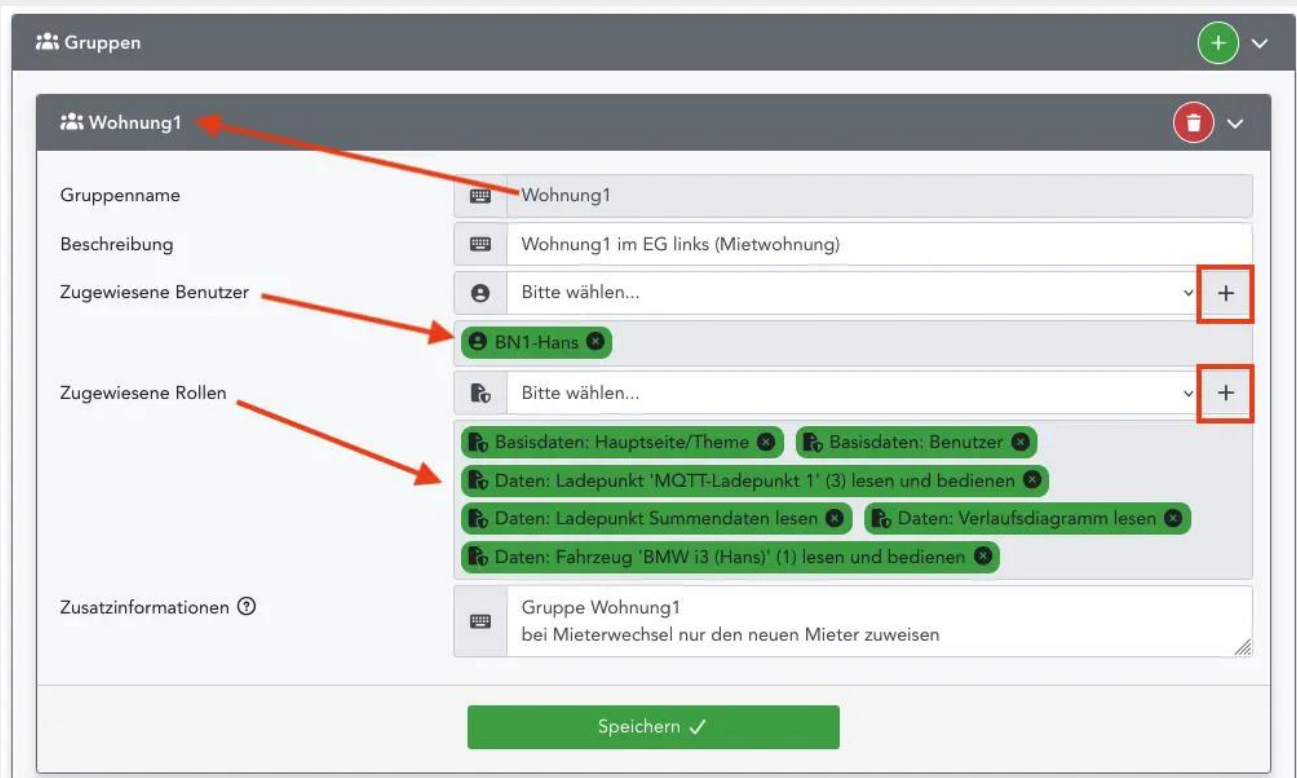 Gruppen
Wohnung1
Gruppenname Wohnung1
Beschreibung Wohnung1 im EG links (Mietwohnung)
Zugewiesene Benutzer Bitte wählen...
BN1-Hans
Zugewiesene Rollen Bitte wählen...
Basisdaten: Hauptseite/Theme Basisdaten: Benutzer
Daten: Ladepunkt 'MQTT-Ladepunkt 1' (3) lesen und bedienen
Daten: Ladepunkt Summendaten lesen Daten: Verlaufsdiagramm lesen
Daten: Fahrzeug 'BMW i3 (Hans)' (1) lesen und bedienen
Zusatzinformationen Gruppe Wohnung1
bei Mieterwechsel nur den neuen Mieter zuweisen
Speichern